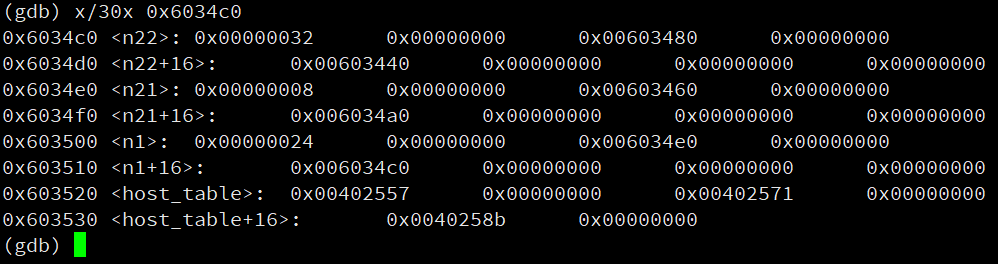 (gdb) x/30x 0x6034c0
0x6034c0 <n22>: 0x00000032 0x00000000 0x00603480 0x00000000
0x6034d0 <n22+16>: 0x00603440 0x00000000 0x00000000 0x00000000
0x6034e0 <n21>: 0x00000008 0x00000000 0x00603460 0x00000000
0x6034f0 <n21+16>: 0x006034a0 0x00000000 0x00000000 0x00000000
0x603500 <n1>: 0x00000024 0x00000000 0x006034e0 0x00000000
0x603510 <n1+16>: 0x006034c0 0x00000000 0x00000000 0x00000000
0x603520 <host_table>: 0x00402557 0x00000000 0x00402571 0x00000000
0x603530 <host_table+16>: 0x0040258b 0x00000000
(gdb)